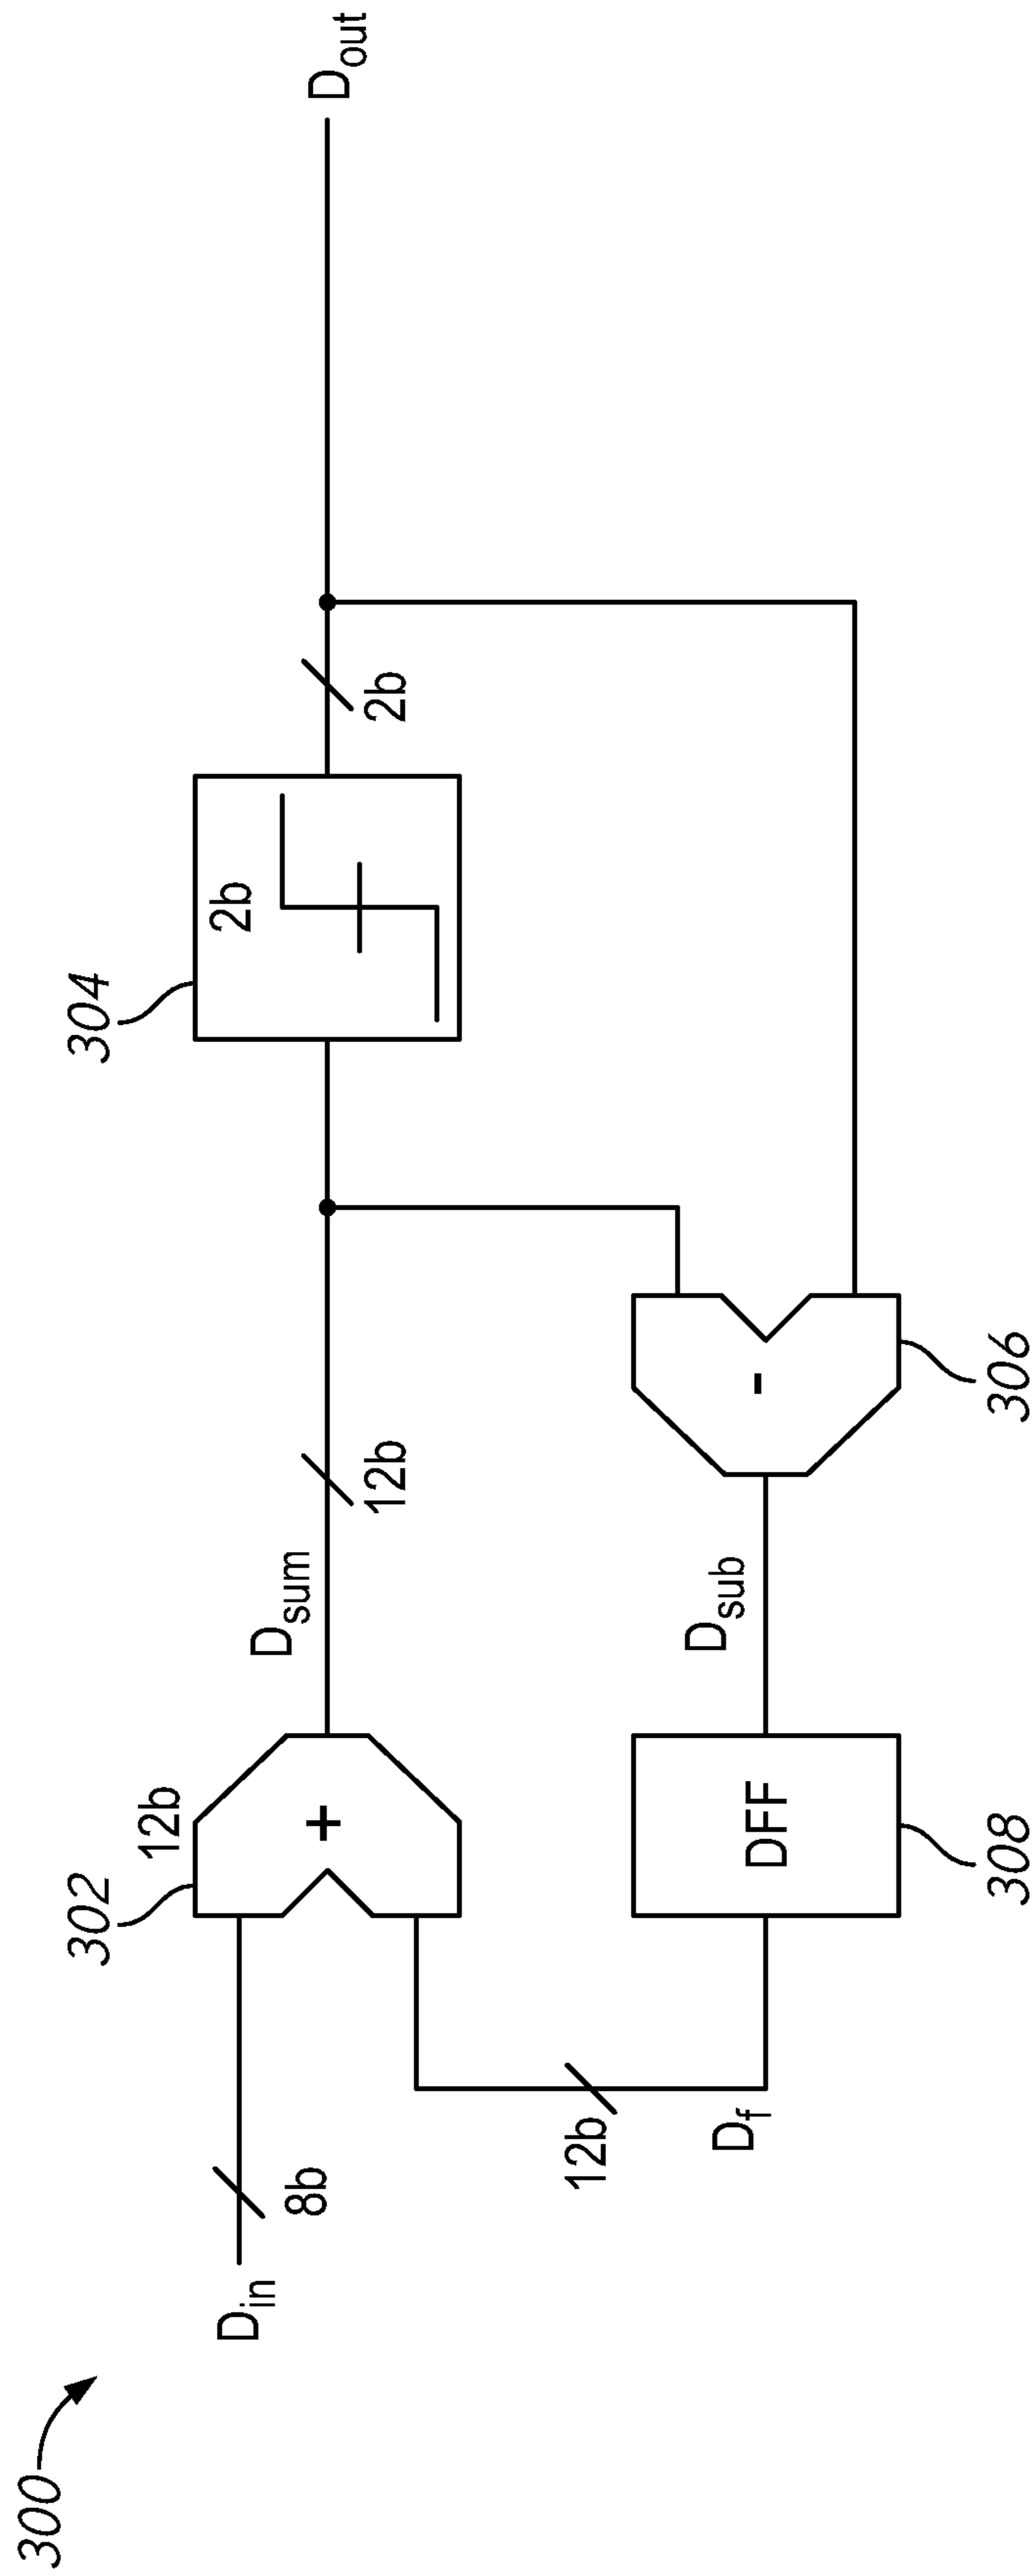 300
302
12b
D_in
8b
+
D_sum
12b
304
2b
2b
D_out
12b
D_f
DFF
308
D_sub
-
306